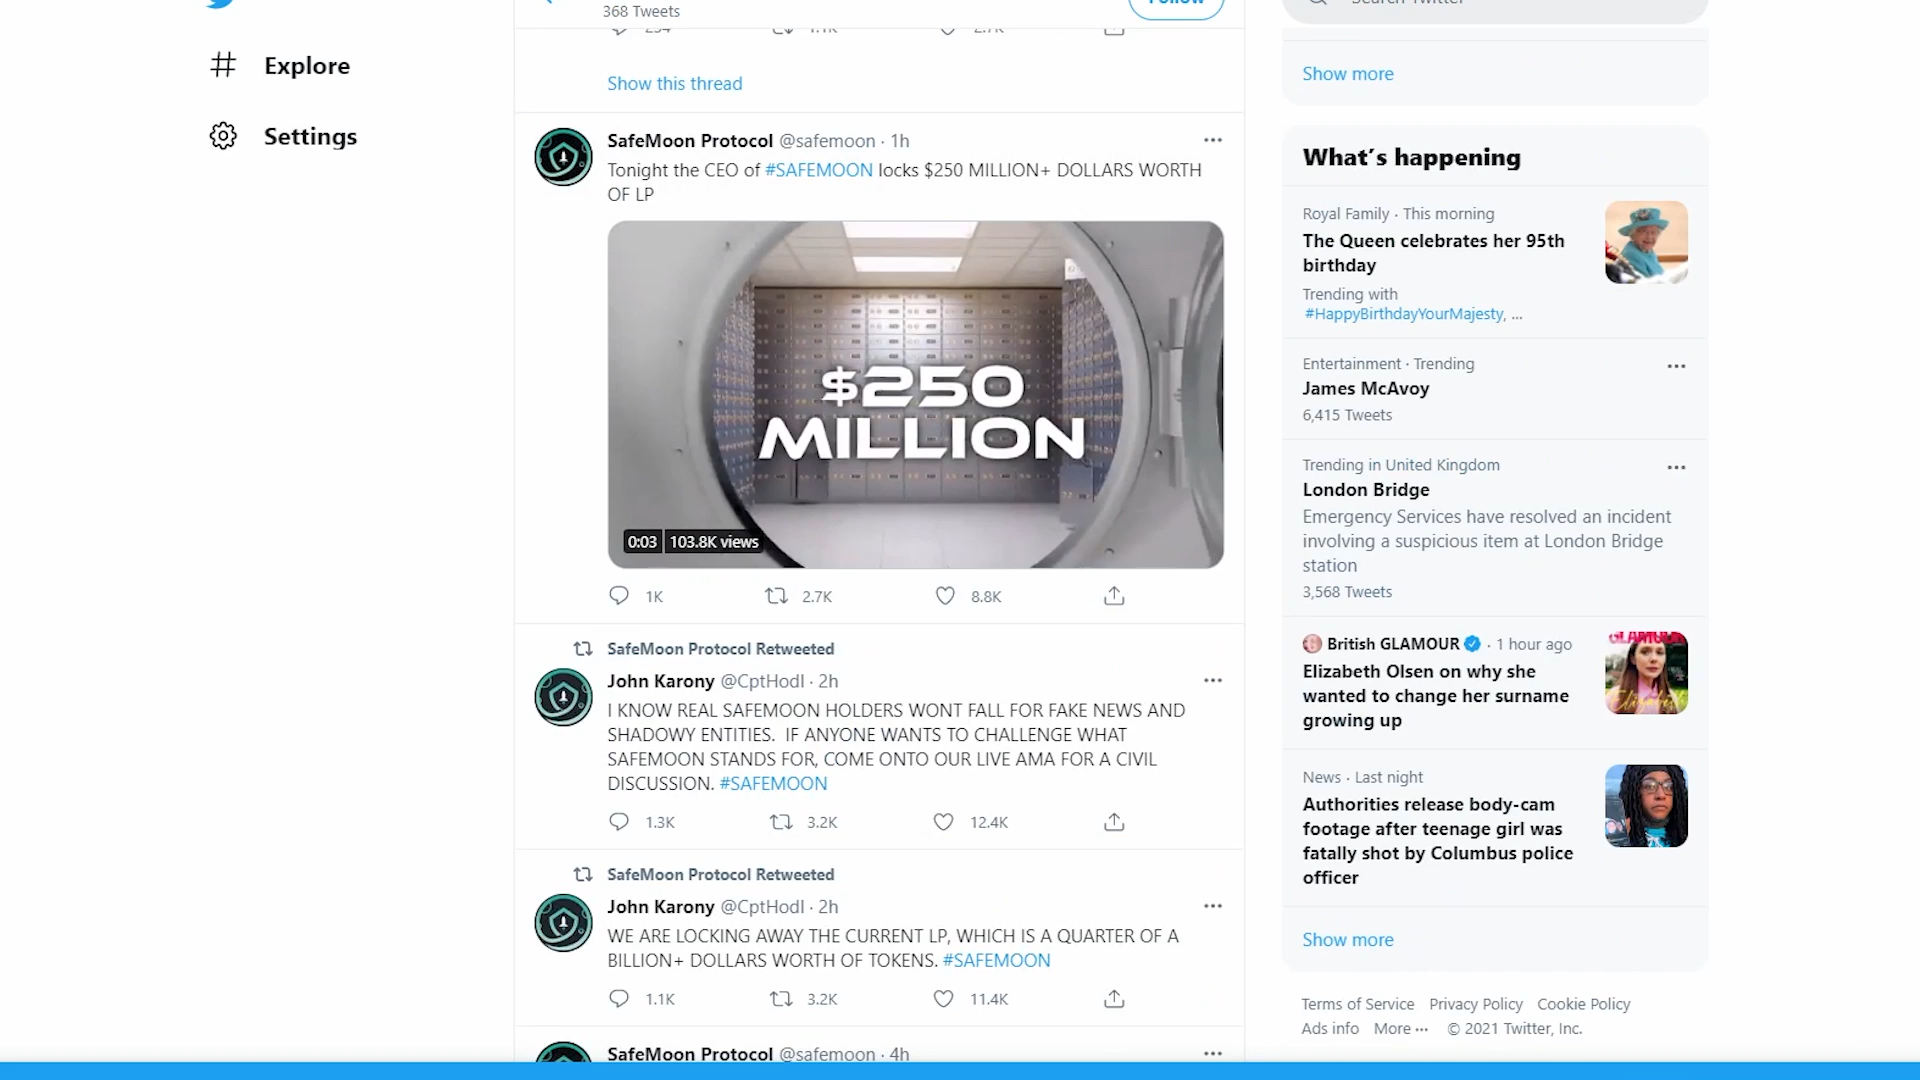 368 Tweets
Follow
Search Twitter
Explore
Settings
234 1.1K 2.7K
Show this thread
SafeMoon Protocol @safemoon · 1h
Tonight the CEO of #SAFEMOON locks $250 MILLION+ DOLLARS WORTH
OF LP
$250
MILLION
0:03 103.8K views
1K 2.7K 8.8K
SafeMoon Protocol Retweeted
John Karony @CptHodl · 2h
I KNOW REAL SAFEMOON HOLDERS WONT FALL FOR FAKE NEWS AND
SHADOWY ENTITIES. IF ANYONE WANTS TO CHALLENGE WHAT
SAFEMOON STANDS FOR, COME ONTO OUR LIVE AMA FOR A CIVIL
DISCUSSION. #SAFEMOON
1.3K 3.2K 12.4K
SafeMoon Protocol Retweeted
John Karony @CptHodl · 2h
WE ARE LOCKING AWAY THE CURRENT LP, WHICH IS A QUARTER OF A
BILLION+ DOLLARS WORTH OF TOKENS. #SAFEMOON
1.1K 3.2K 11.4K
SafeMoon Protocol @safemoon · 4h
Show more
What's happening
Royal Family · This morning
The Queen celebrates her 95th
birthday
Trending with
#HappyBirthdayYourMajesty, ...
Entertainment · Trending
James McAvoy
6,415 Tweets
Trending in United Kingdom
London Bridge
Emergency Services have resolved an incident
involving a suspicious item at London Bridge
station
3,568 Tweets
British GLAMOUR · 1 hour ago
Elizabeth Olsen on why she
wanted to change her surname
growing up
GLAMOUR
Elizabeth
News · Last night
Authorities release body-cam
footage after teenage girl was
fatally shot by Columbus police
officer
Show more
Terms of Service Privacy Policy Cookie Policy
Ads info More ··· © 2021 Twitter, Inc.